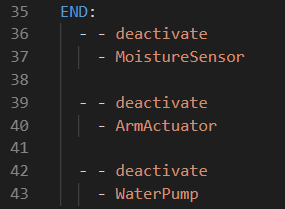 35 END:
36 - - deactivate
37 - MoistureSensor
38
39 - - deactivate
40 - ArmActuator
41
42 - - deactivate
43 - WaterPump